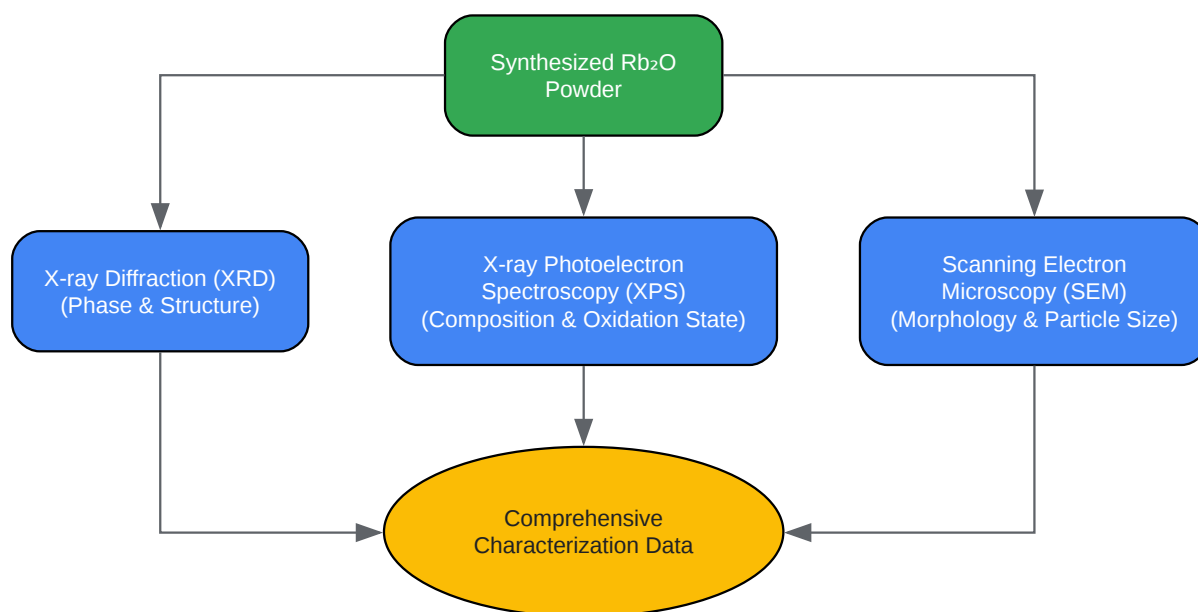 Synthesized Rb₂O
Powder
X-ray Diffraction (XRD)
(Phase & Structure)
X-ray Photoelectron
Spectroscopy (XPS)
(Composition & Oxidation State)
Scanning Electron
Microscopy (SEM)
(Morphology & Particle Size)
Comprehensive
Characterization Data